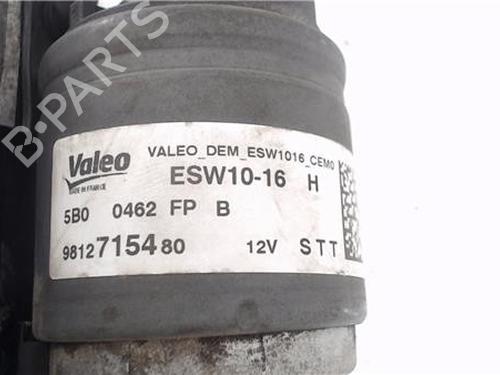 B-PARTS
Valeo
MADE IN FRANCE
VALEO_DEM_ESW1016_CEM0
ESW10-16 H
5B0 0462 FP B
9812715480 12V STT